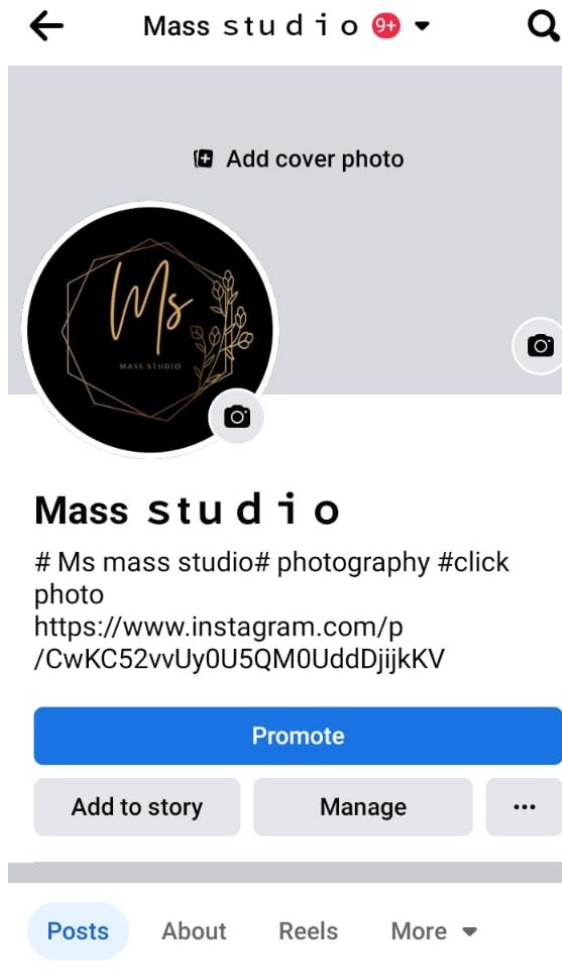 Mass ｓｔｕｄｉｏ 9+
Add cover photo
Ms
MASS STUDIO
Mass ｓｔｕｄｉｏ
# Ms mass studio# photography #click
photo
https://www.instagram.com/p
/CwKC52vvUy0U5QM0UddDjijkKV
Promote
Add to story Manage
Posts About Reels More